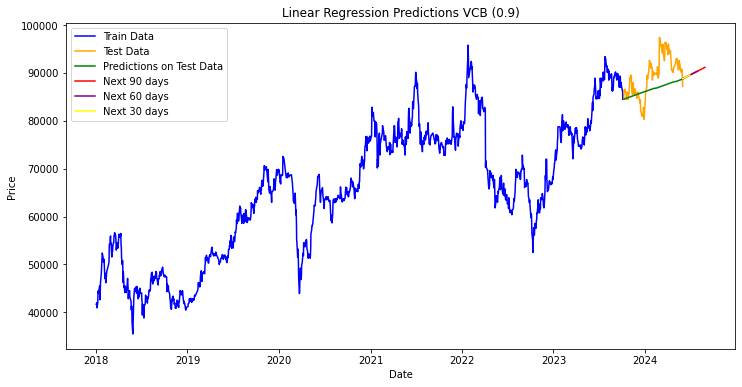 Linear Regression Predictions VCB (0.9)
Train Data
Test Data
Predictions on Test Data
Next 90 days
Next 60 days
Next 30 days
100000
90000
80000
70000
60000
50000
40000
Price
2018 2019 2020 2021 2022 2023 2024
Date